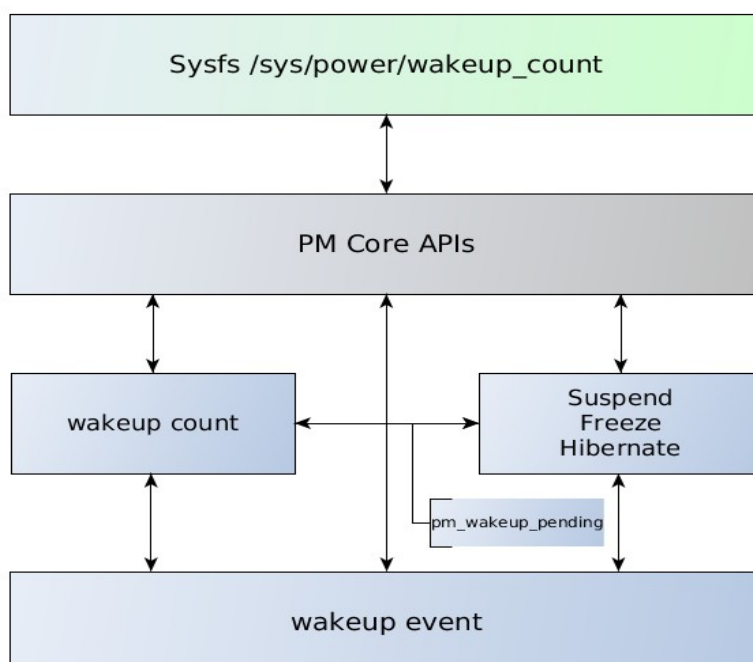 Sysfs /sys/power/wakeup_count
PM Core APIs
wakeup count
Suspend
Freeze
Hibernate
pm_wakeup_pending
wakeup event